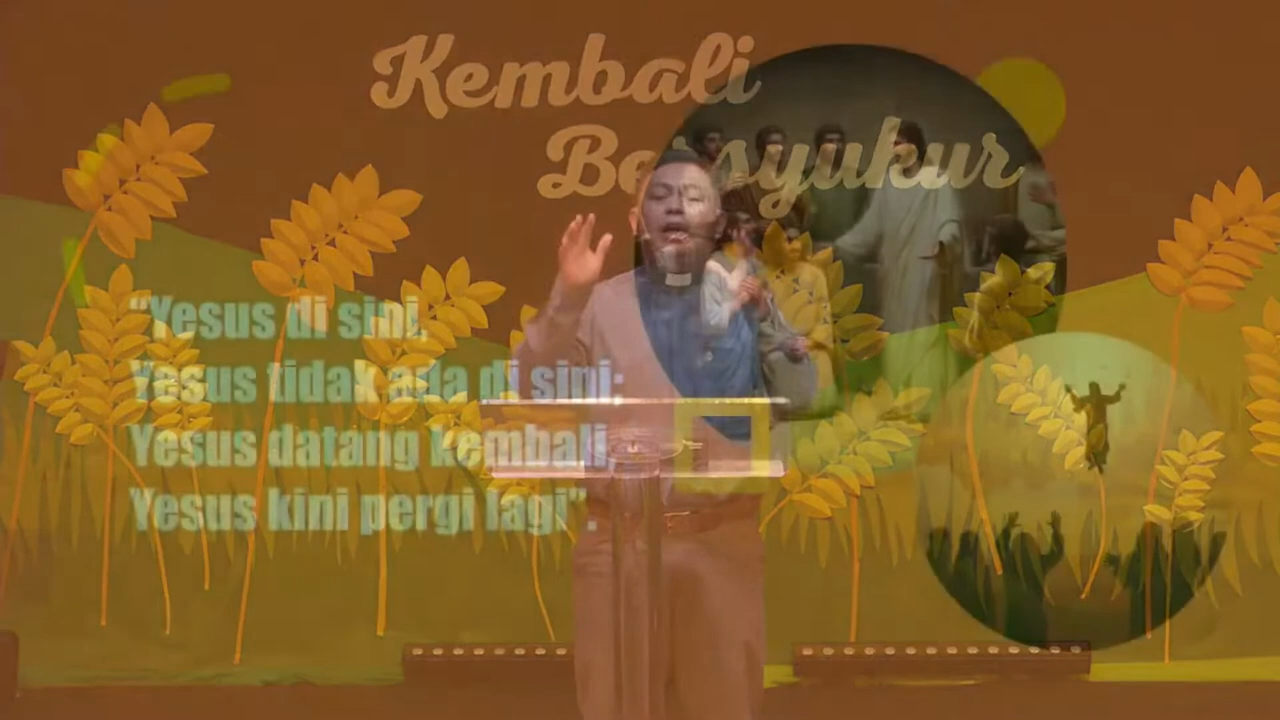 Kembali
Bersyukur
“Yesus di sini,
Yesus tidak ada di sini;
Yesus datang kembali
Yesus kini pergi lagi”.